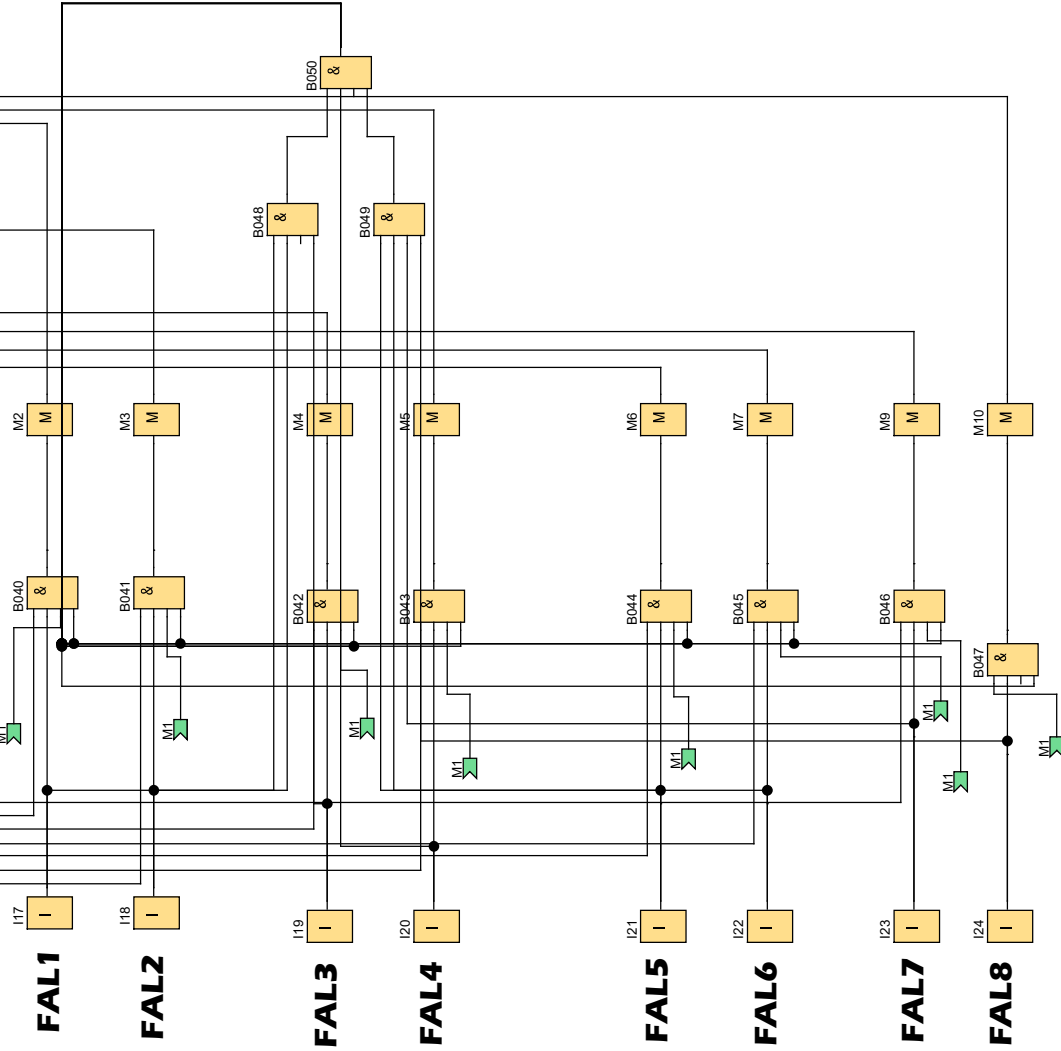 B050
&
B048
&
B049
&
M2
M
M3
M
M4
M
M5
M
M6
M
M7
M
M9
M
M10
M
B040
&
B041
&
B042
&
B043
&
B044
&
B045
&
B046
&
B047
&
M1
M1
M1
M1
M1
M1
M1
M1
I17
I
I18
I
I19
I
I20
I
I21
I
I22
I
I23
I
I24
I
FAL1
FAL2
FAL3
FAL4
FAL5
FAL6
FAL7
FAL8